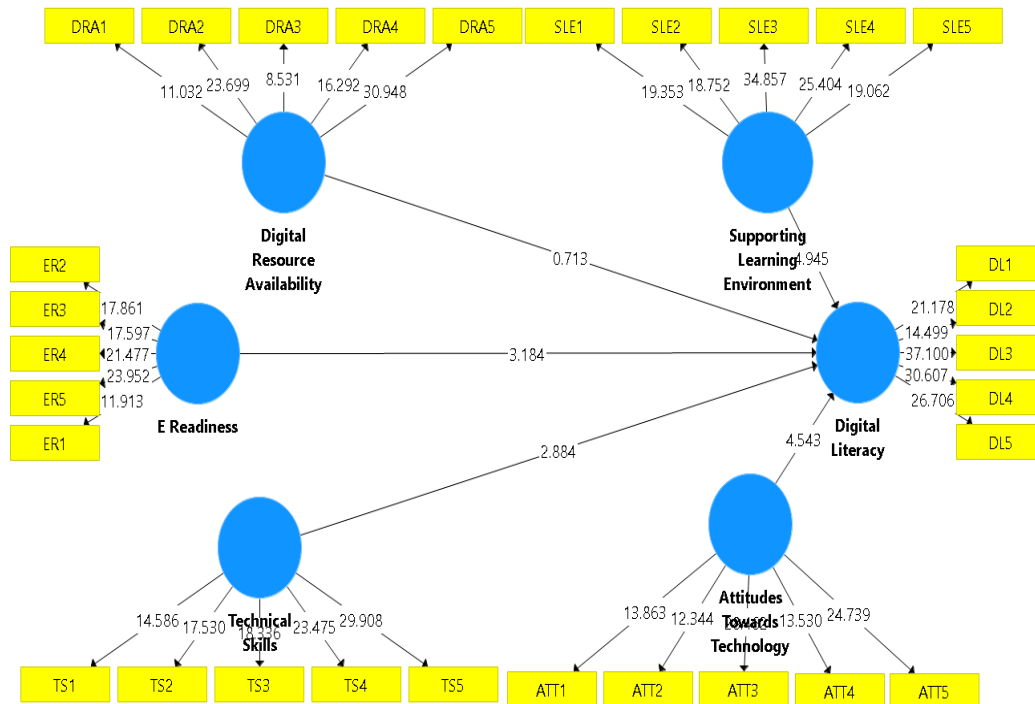 DRA1 DRA2 DRA3 DRA4 DRA5 SLE1 SLE2 SLE3 SLE4 SLE5
11.032 23.699 8.531 16.292 30.948 19.353 18.752 34.857 25.404 19.062
Digital
Resource
Availability
Supporting
Learning
Environment
0.713
4.945
ER2
ER3
ER4
ER5
ER1
17.861
17.597
21.477
23.952
11.913
E Readiness
3.184
DL1
DL2
DL3
DL4
DL5
21.178
14.499
37.100
30.607
26.706
Digital
Literacy
2.884
4.543
Technical
Skills
Attitudes
Towards
Technology
14.586 17.530 18.336 23.475 29.908
13.863 12.344 13.530 24.739
TS1 TS2 TS3 TS4 TS5
ATT1 ATT2 ATT3 ATT4 ATT5